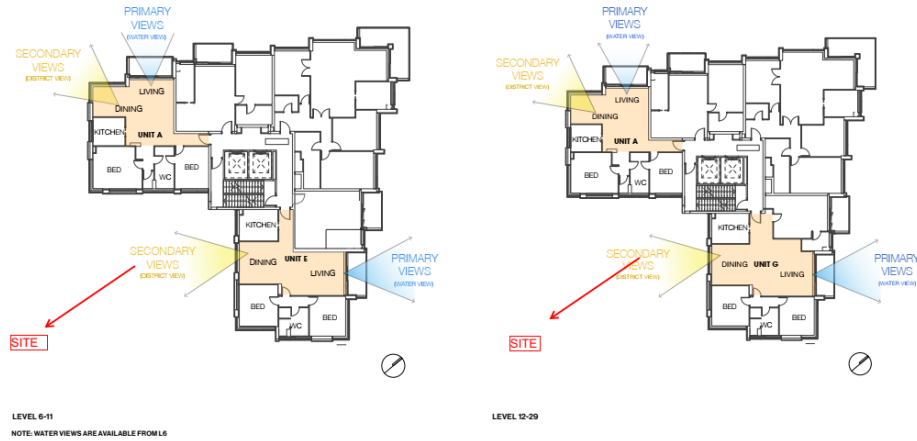 PRIMARY
VIEWS
(WATER VIEW)
SECONDARY
VIEWS
(DISTRICT VIEW)
LIVING
DINING
KITCHEN
UNIT A
BED
WC
BED
KITCHEN
UNIT E
DINING
LIVING
SECONDARY
VIEWS
(DISTRICT VIEW)
PRIMARY
VIEWS
(WATER VIEW)
BED
WC
BED
SITE
LEVEL 6-11
NOTE: WATER VIEWS ARE AVAILABLE FROM L6
PRIMARY
VIEWS
(WATER VIEW)
SECONDARY
VIEWS
(DISTRICT VIEW)
LIVING
DINING
KITCHEN
UNIT A
BED
WC
BED
KITCHEN
UNIT G
DINING
LIVING
SECONDARY
VIEWS
(DISTRICT VIEW)
PRIMARY
VIEWS
(WATER VIEW)
BED
WC
BED
SITE
LEVEL 12-29